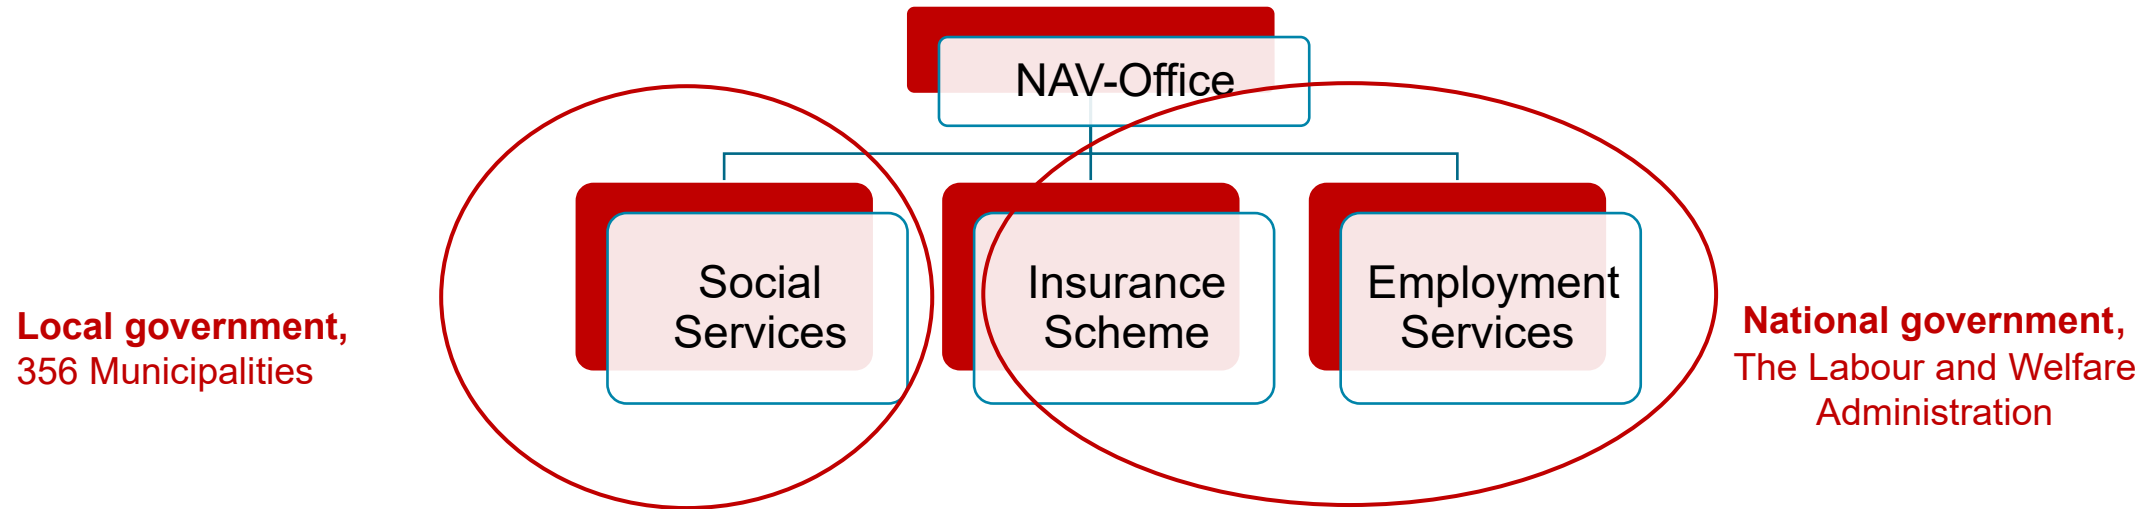 NAV-Office
Social
Services
Insurance
Scheme
Employment
Services
Local government,
356 Municipalities
National government,
The Labour and Welfare
Administration